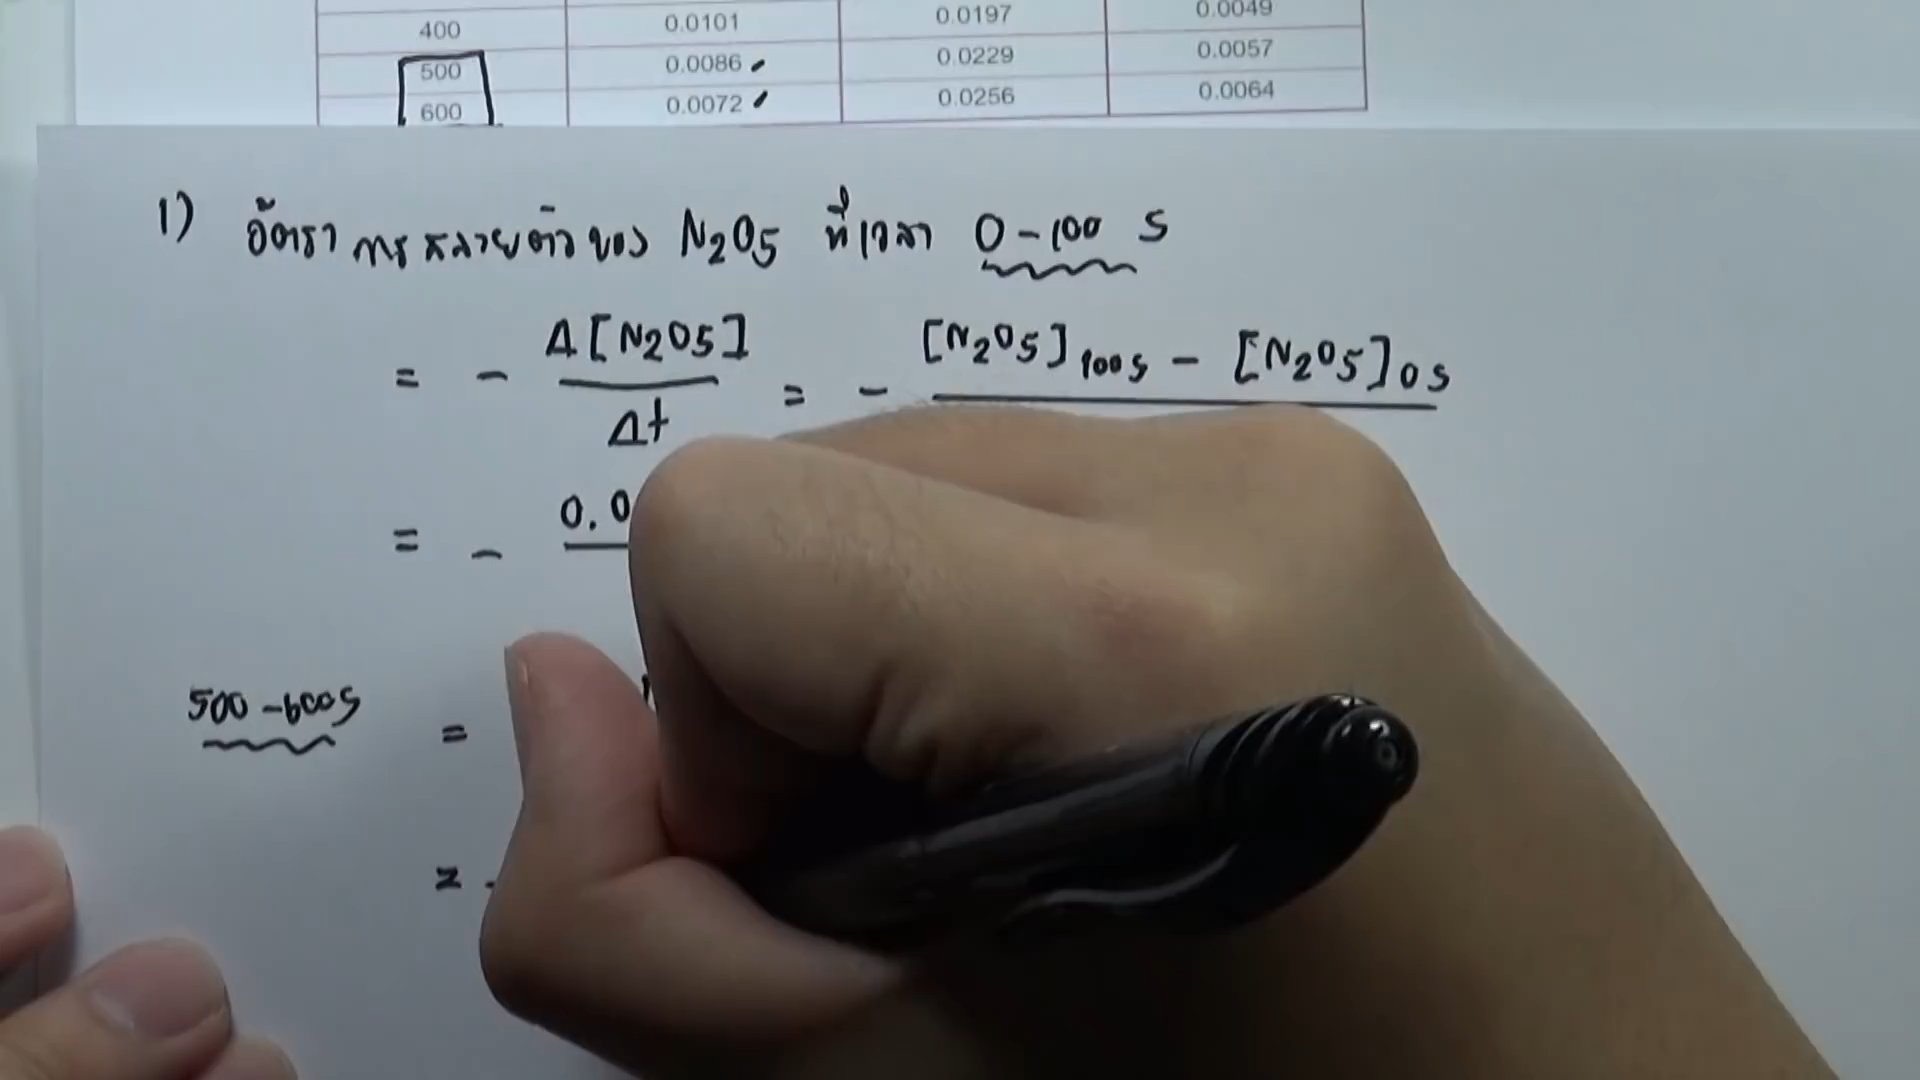 400 0.0101 0.0197 0.0049
500 0.0086 0.0229 0.0057
600 0.0072 0.0256 0.0064
1) อัตราการสลายตัวของ N2O5 ที่เวลา 0-100 s
= - Δ[N2O5] / Δt = - [N2O5]100s - [N2O5]0s
= - 0.0
500-600s =
= -